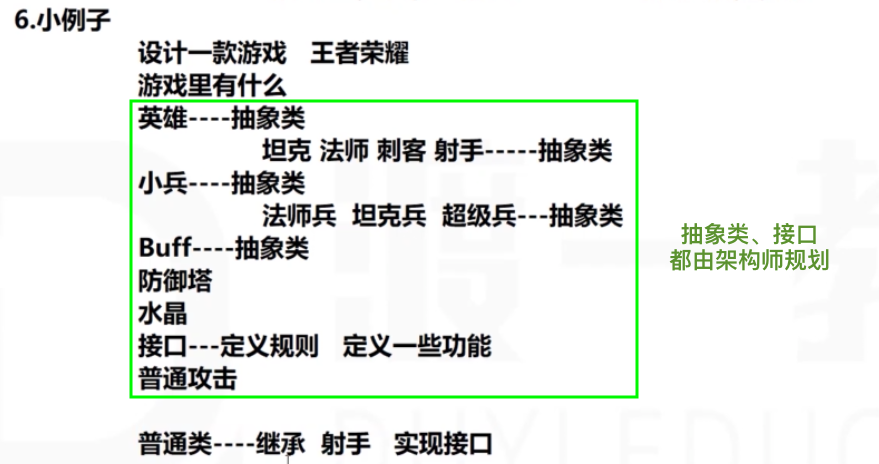 6.小例子
设计一款游戏 王者荣耀
游戏里有什么
英雄----抽象类
坦克 法师 刺客 射手-----抽象类
小兵----抽象类
法师兵 坦克兵 超级兵---抽象类
Buff----抽象类
防御塔
水晶
接口---定义规则 定义一些功能
普通攻击
普通类----继承 射手 实现接口
抽象类、接口
都由架构师规划